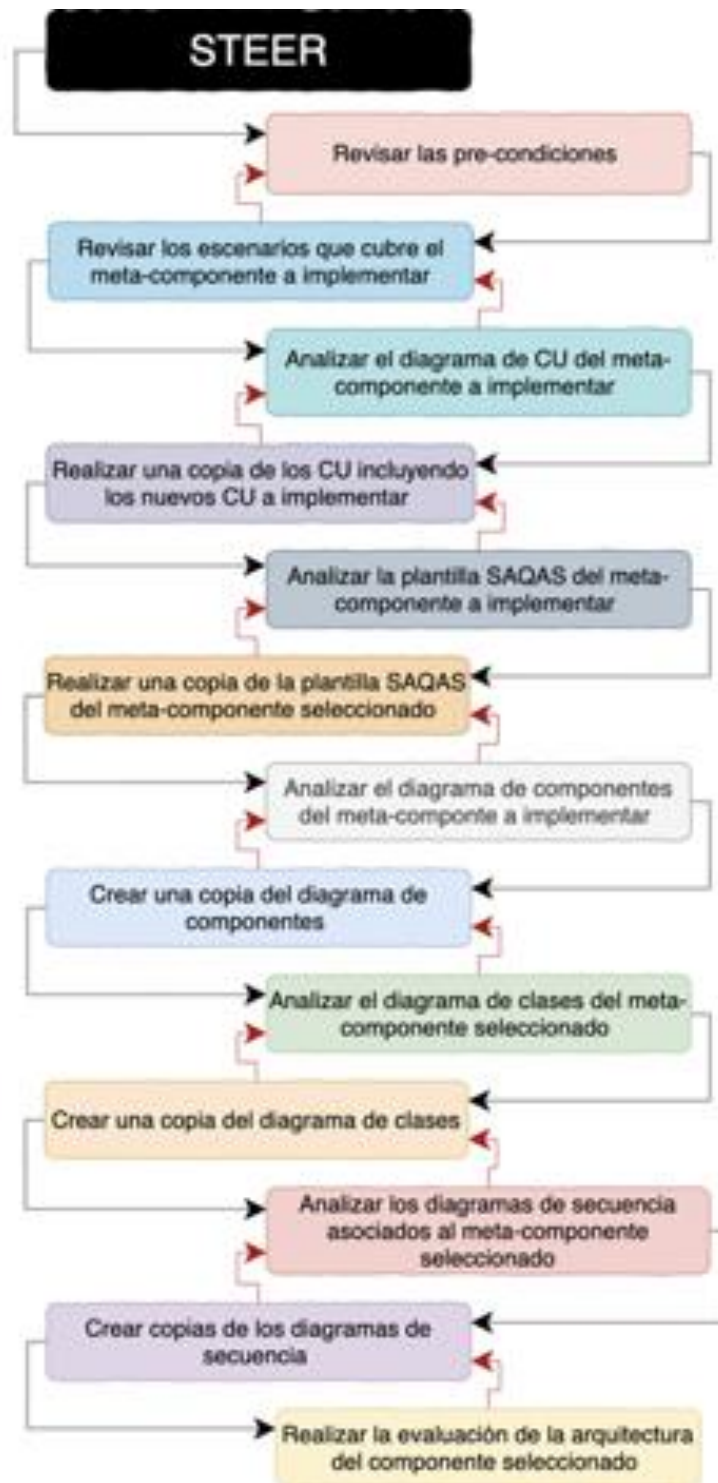 STEER
Revisar las pre-condiciones
Revisar los escenarios que cubre el
meta-componente a implementar
Analizar el diagrama de CU del meta-
componente a implementar
Realizar una copia de los CU incluyendo
los nuevos CU a implementar
Analizar la plantilla SAQAS del meta-
componente a implementar
Realizar una copia de la plantilla SAQAS
del meta-componente seleccionado
Analizar el diagrama de componentes
del meta-componte a implementar
Crear una copia del diagrama de
componentes
Analizar el diagrama de clases del meta-
componente seleccionado
Crear una copia del diagrama de clases
Analizar los diagramas de secuencia
asociados al meta-componente
seleccionado
Crear copias de los diagramas de
secuencia
Realizar la evaluación de la arquitectura
del componente seleccionado